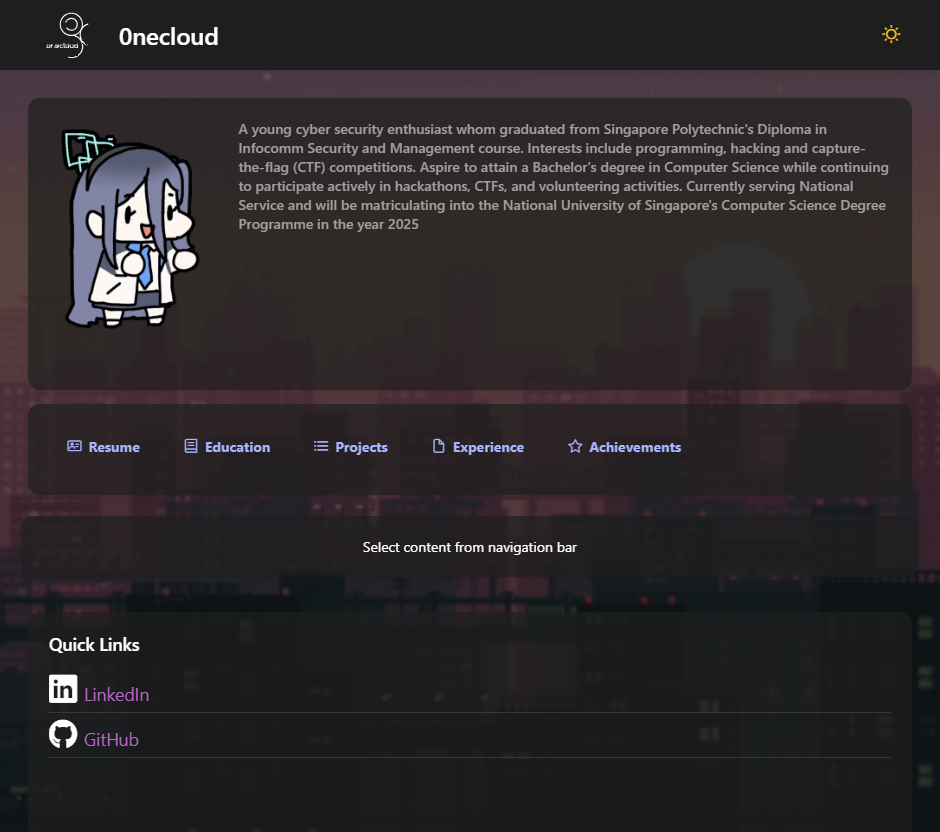 0necloud
A young cyber security enthusiast whom graduated from Singapore Polytechnic's Diploma in
Infocomm Security and Management course. Interests include programming, hacking and capture-
the-flag (CTF) competitions. Aspire to attain a Bachelor's degree in Computer Science while continuing
to participate actively in hackathons, CTFs, and volunteering activities. Currently serving National
Service and will be matriculating into the National University of Singapore's Computer Science Degree
Programme in the year 2025
Resume Education Projects Experience Achievements
Select content from navigation bar
Quick Links
in LinkedIn
GitHub